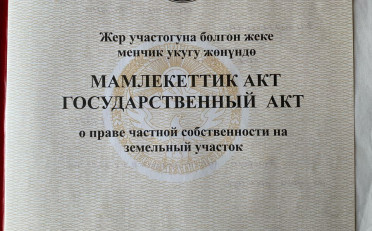 Жер участогуна болгон жеке
менчик укугу жөнүндө
МАМЛЕКЕТТИК АКТ
ГОСУДАРСТВЕННЫЙ АКТ
о праве частной собственности на
земельный участок